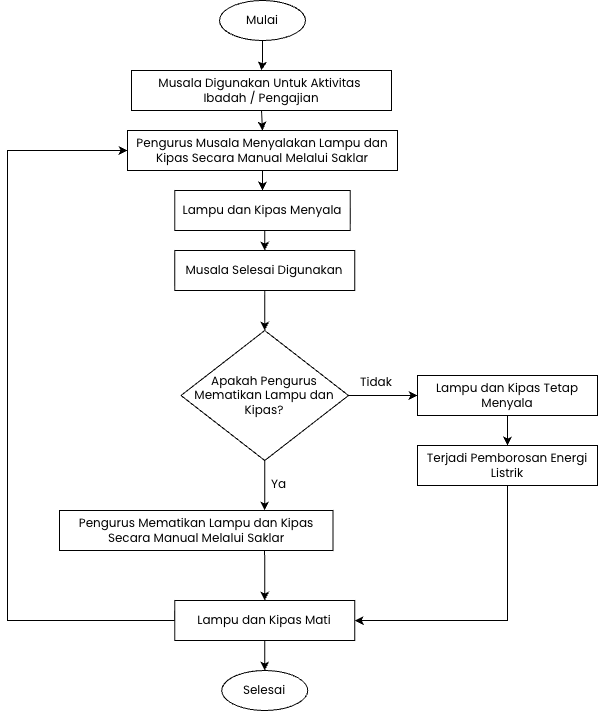 Mulai
Musala Digunakan Untuk Aktivitas
Ibadah / Pengajian
Pengurus Musala Menyalakan Lampu dan
Kipas Secara Manual Melalui Saklar
Lampu dan Kipas Menyala
Musala Selesai Digunakan
Apakah Pengurus
Mematikan Lampu dan
Kipas?
Tidak
Lampu dan Kipas Tetap
Menyala
Terjadi Pemborosan Energi
Listrik
Ya
Pengurus Mematikan Lampu dan Kipas
Secara Manual Melalui Saklar
Lampu dan Kipas Mati
Selesai